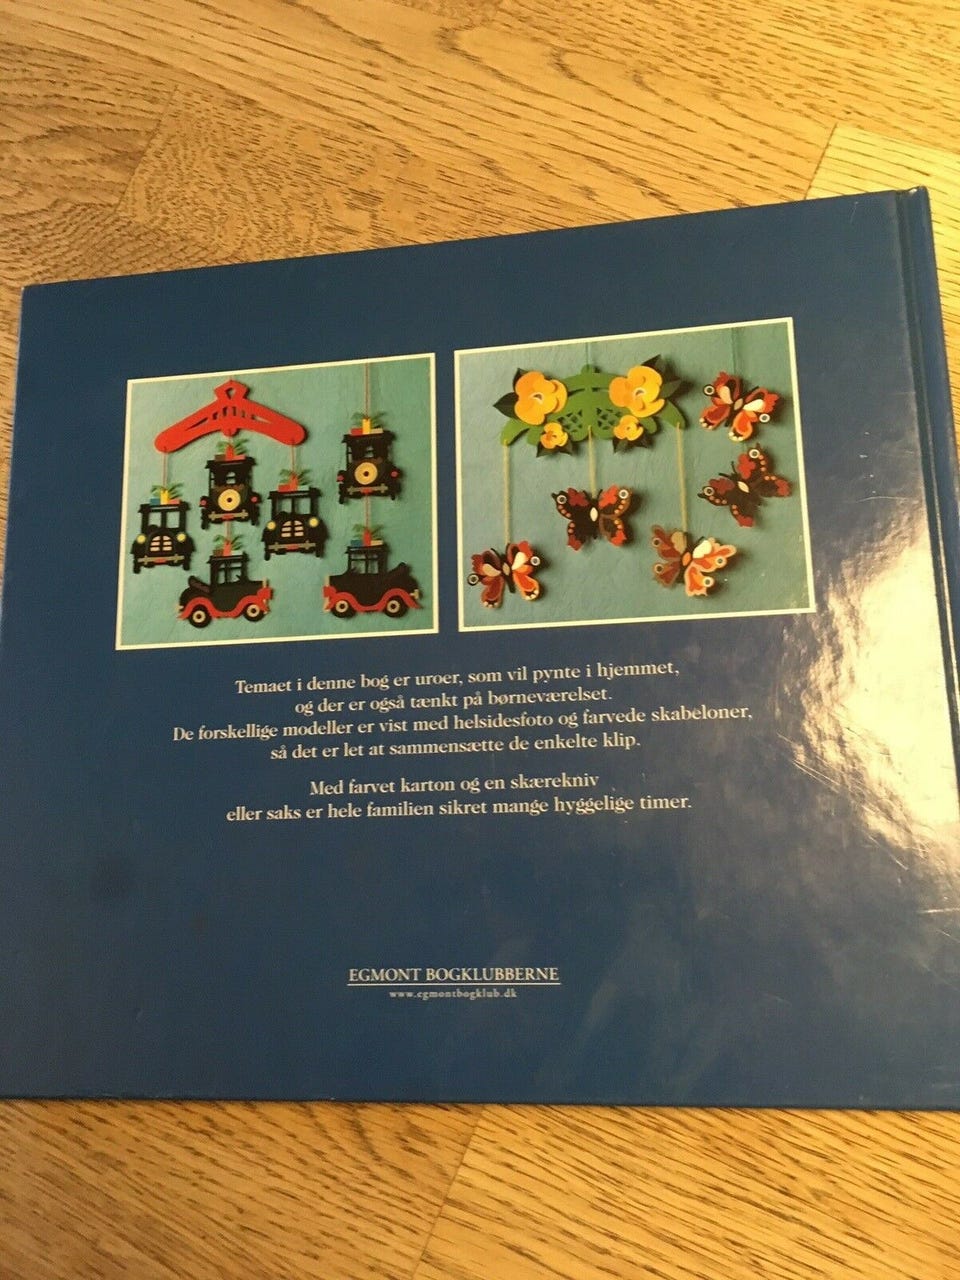 Temaet i denne bog er uroer, som vil pynte i hjemmet,
og der er også tænkt på børneværelset.
De forskellige modeller er vist med helsidesfoto og farvede skabeloner,
så det er let at sammensætte de enkelte klip.
Med farvet karton og en skærekniv
eller saks er hele familien sikret mange hyggelige timer.
EGMONT BOGKLUBBERNE
www.egmontbogklub.dk